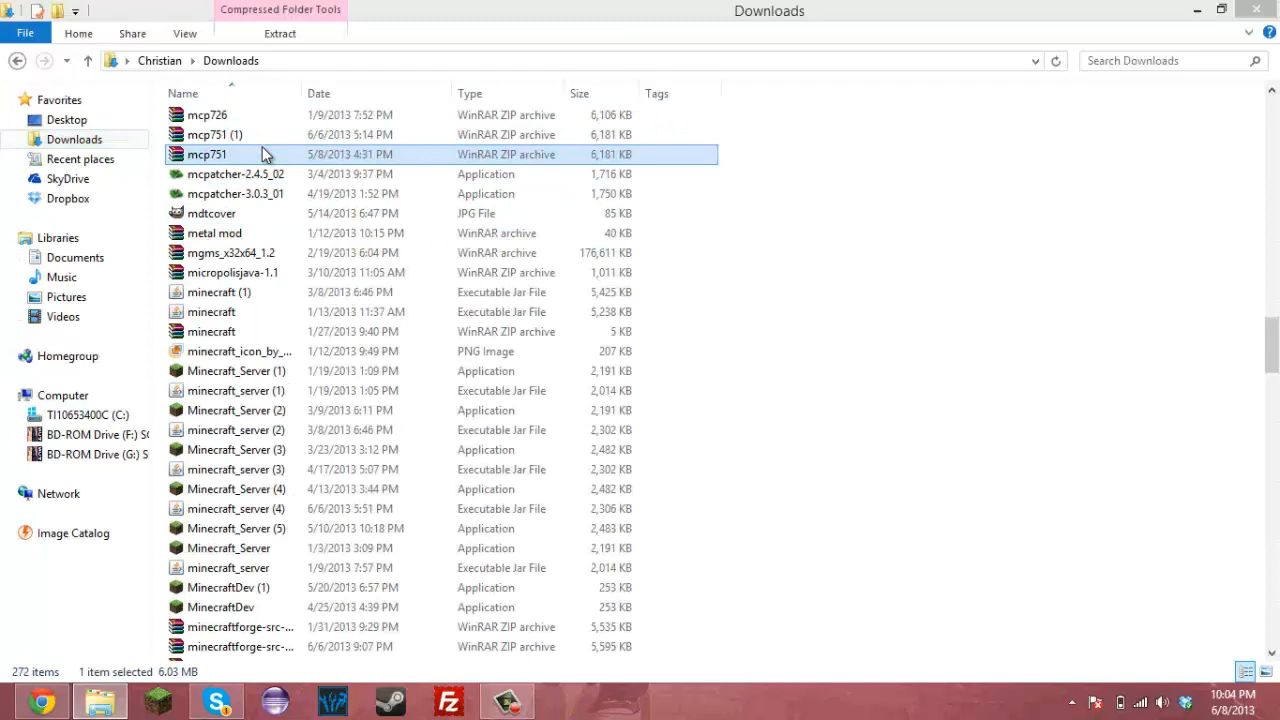 Compressed Folder Tools
Downloads
File Home Share View Extract
Christian Downloads
Search Downloads
Name Date Type Size Tags
Favorites
Desktop
Downloads
Recent places
SkyDrive
Dropbox
Libraries
Documents
Music
Pictures
Videos
Homegroup
Computer
TI10653400C (C:)
BD-ROM Drive (F:) SC
BD-ROM Drive (G:) S
Network
Image Catalog
mcp726 1/9/2013 7:52 PM WinRAR ZIP archive 6,106 KB
mcp751 (1) 6/6/2013 5:14 PM WinRAR ZIP archive 6,181 KB
mcp751 5/8/2013 4:31 PM WinRAR ZIP archive 6,181 KB
mcpatcher-2.4.5_02 3/4/2013 9:37 PM Application 1,716 KB
mcpatcher-3.0.3_01 4/19/2013 1:52 PM Application 1,750 KB
mdtcover 5/14/2013 6:47 PM JPG File 85 KB
metal mod 1/12/2013 10:15 PM WinRAR archive 40 KB
mgms_x32x64_1.2 2/19/2013 6:04 PM WinRAR archive 176,611 KB
micropolisjava-1.1 3/10/2013 11:05 AM WinRAR ZIP archive 1,011 KB
minecraft (1) 3/8/2013 6:46 PM Executable Jar File 5,425 KB
minecraft 1/13/2013 11:37 AM Executable Jar File 5,238 KB
minecraft 1/27/2013 9:40 PM WinRAR ZIP archive 5 KB
minecraft_icon_by_... 1/12/2013 9:49 PM PNG Image 207 KB
Minecraft_Server (1) 1/19/2013 1:09 PM Application 2,191 KB
minecraft_server (1) 1/19/2013 1:05 PM Executable Jar File 2,014 KB
Minecraft_Server (2) 3/9/2013 6:11 PM Application 2,191 KB
minecraft_server (2) 3/8/2013 6:46 PM Executable Jar File 2,302 KB
Minecraft_Server (3) 3/23/2013 3:12 PM Application 2,482 KB
minecraft_server (3) 4/17/2013 5:07 PM Executable Jar File 2,302 KB
Minecraft_Server (4) 4/13/2013 3:44 PM Application 2,482 KB
minecraft_server (4) 6/6/2013 5:51 PM Executable Jar File 2,306 KB
Minecraft_Server (5) 5/10/2013 10:18 PM Application 2,483 KB
Minecraft_Server 1/3/2013 3:09 PM Application 2,191 KB
minecraft_server 1/9/2013 7:57 PM Executable Jar File 2,014 KB
MinecraftDev (1) 5/20/2013 6:57 PM Application 253 KB
MinecraftDev 4/25/2013 4:39 PM Application 253 KB
minecraftforge-src-... 1/31/2013 9:29 PM WinRAR ZIP archive 5,535 KB
minecraftforge-src-... 6/6/2013 9:07 PM WinRAR ZIP archive 5,595 KB
272 items 1 item selected 6.03 MB
10:04 PM
6/8/2013